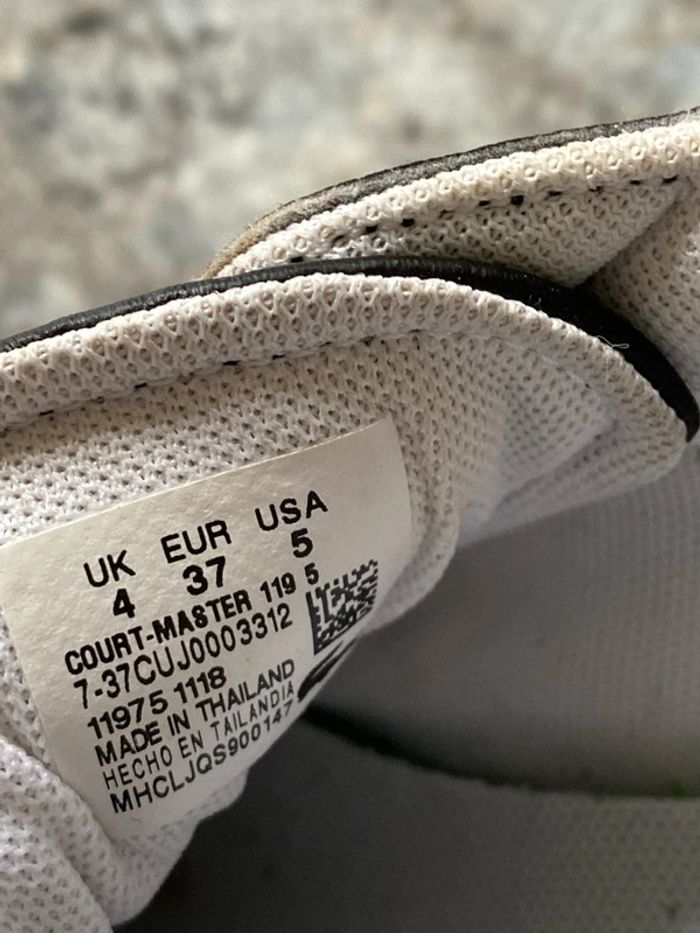 UK EUR USA
4 37 5
COURT-MASTER 119 5
7-37CUJ0003312
11975 1118
MADE IN THAILAND
HECHO EN TAILANDIA
MHCLJQS900147